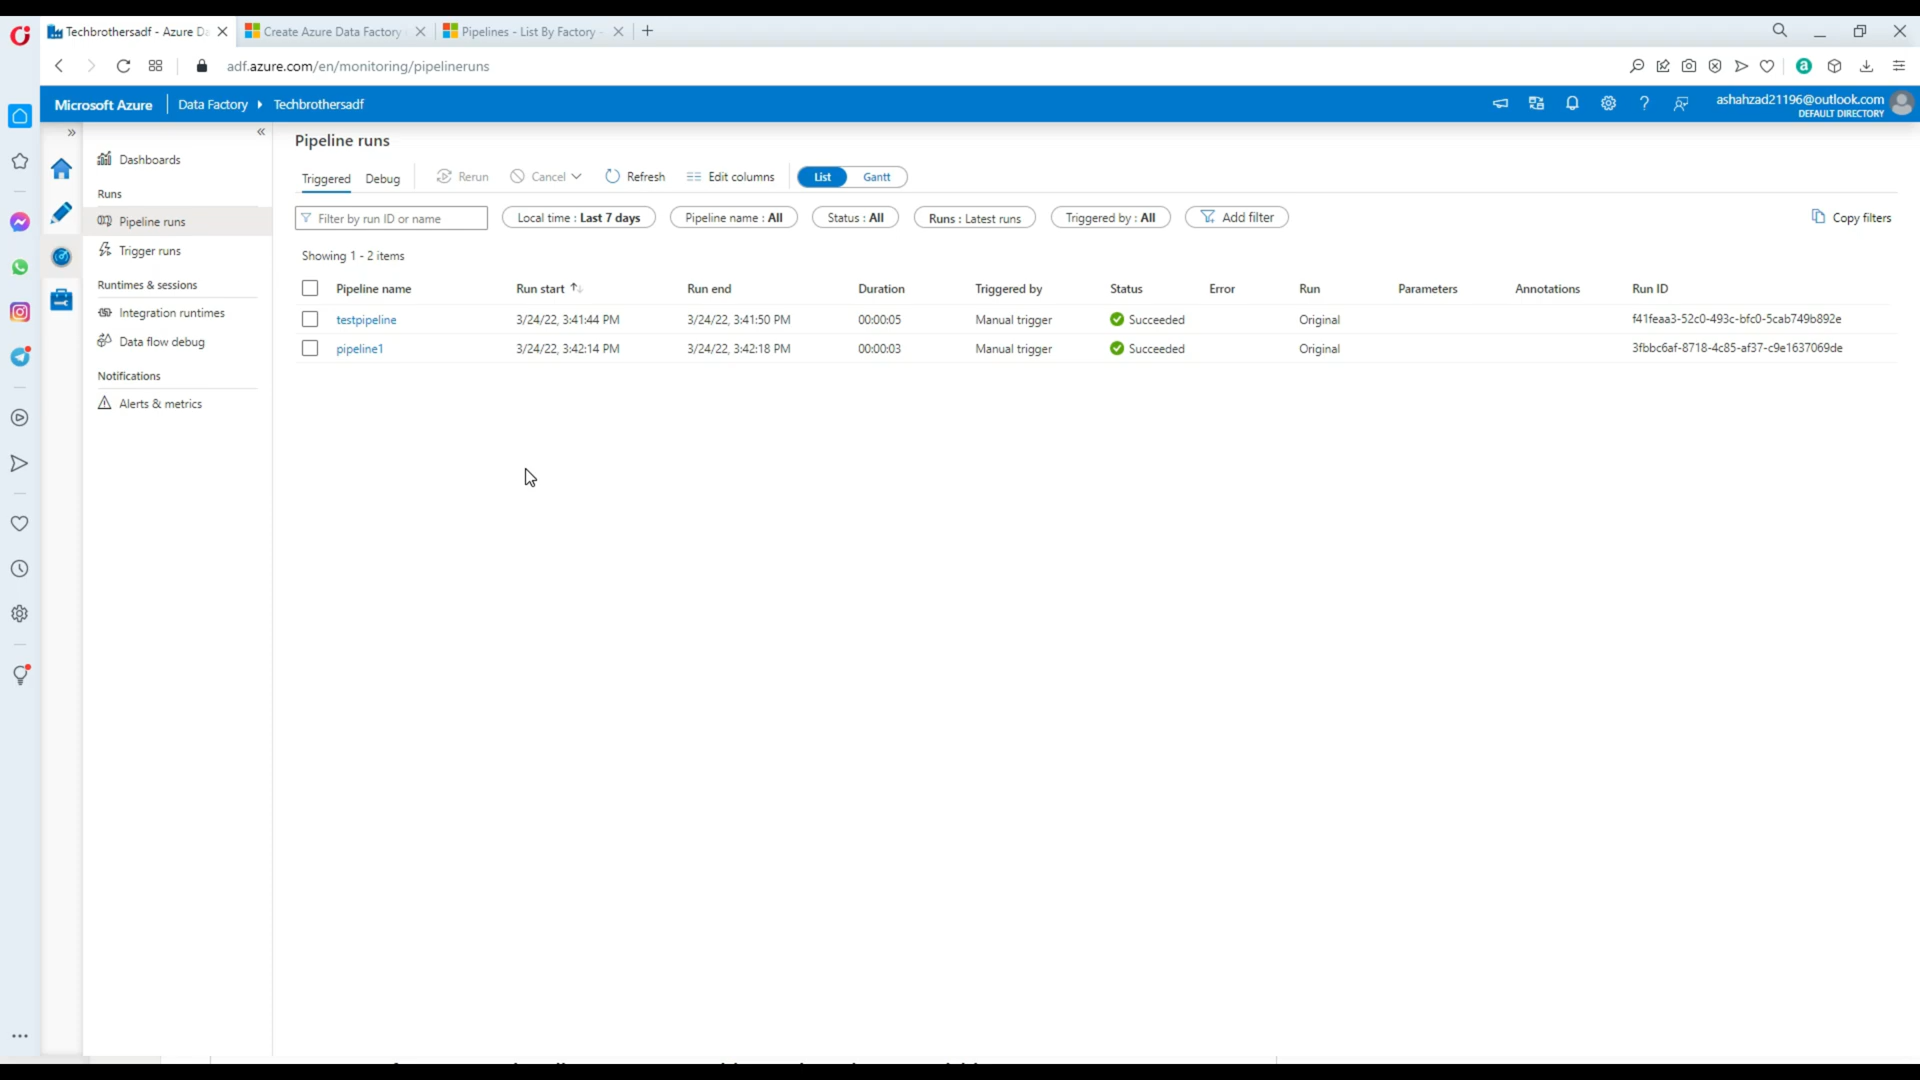 Techbrothersadf - Azure Da
Create Azure Data Factory
Pipelines - List By Factory -
adf.azure.com/en/monitoring/pipelineruns
Microsoft Azure
Data Factory
Techbrothersadf
ashahzad21196@outlook.com
DEFAULT DIRECTORY
Dashboards
Runs
Pipeline runs
Trigger runs
Runtimes & sessions
Integration runtimes
Data flow debug
Notifications
Alerts & metrics
Pipeline runs
Triggered Debug Rerun Cancel Refresh Edit columns List Gantt
Filter by run ID or name Local time : Last 7 days Pipeline name : All Status : All Runs : Latest runs Triggered by : All Add filter Copy filters
Showing 1 - 2 items
Pipeline name Run start Run end Duration Triggered by Status Error Run Parameters Annotations Run ID
testpipeline 3/24/22, 3:41:44 PM 3/24/22, 3:41:50 PM 00:00:05 Manual trigger Succeeded Original f41feaa3-52c0-493c-bfc0-5cab749b892e
pipeline1 3/24/22, 3:42:14 PM 3/24/22, 3:42:18 PM 00:00:03 Manual trigger Succeeded Original 3fbbc6af-8718-4c85-af37-c9e1637069de